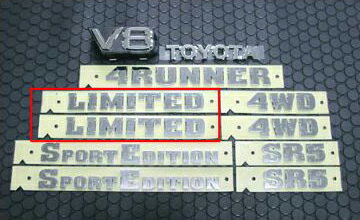 V8 TOYOTA
4RUNNER
LIMITED 4WD
LIMITED 4WD
SPORT EDITION SR5
SPORT EDITION SR5